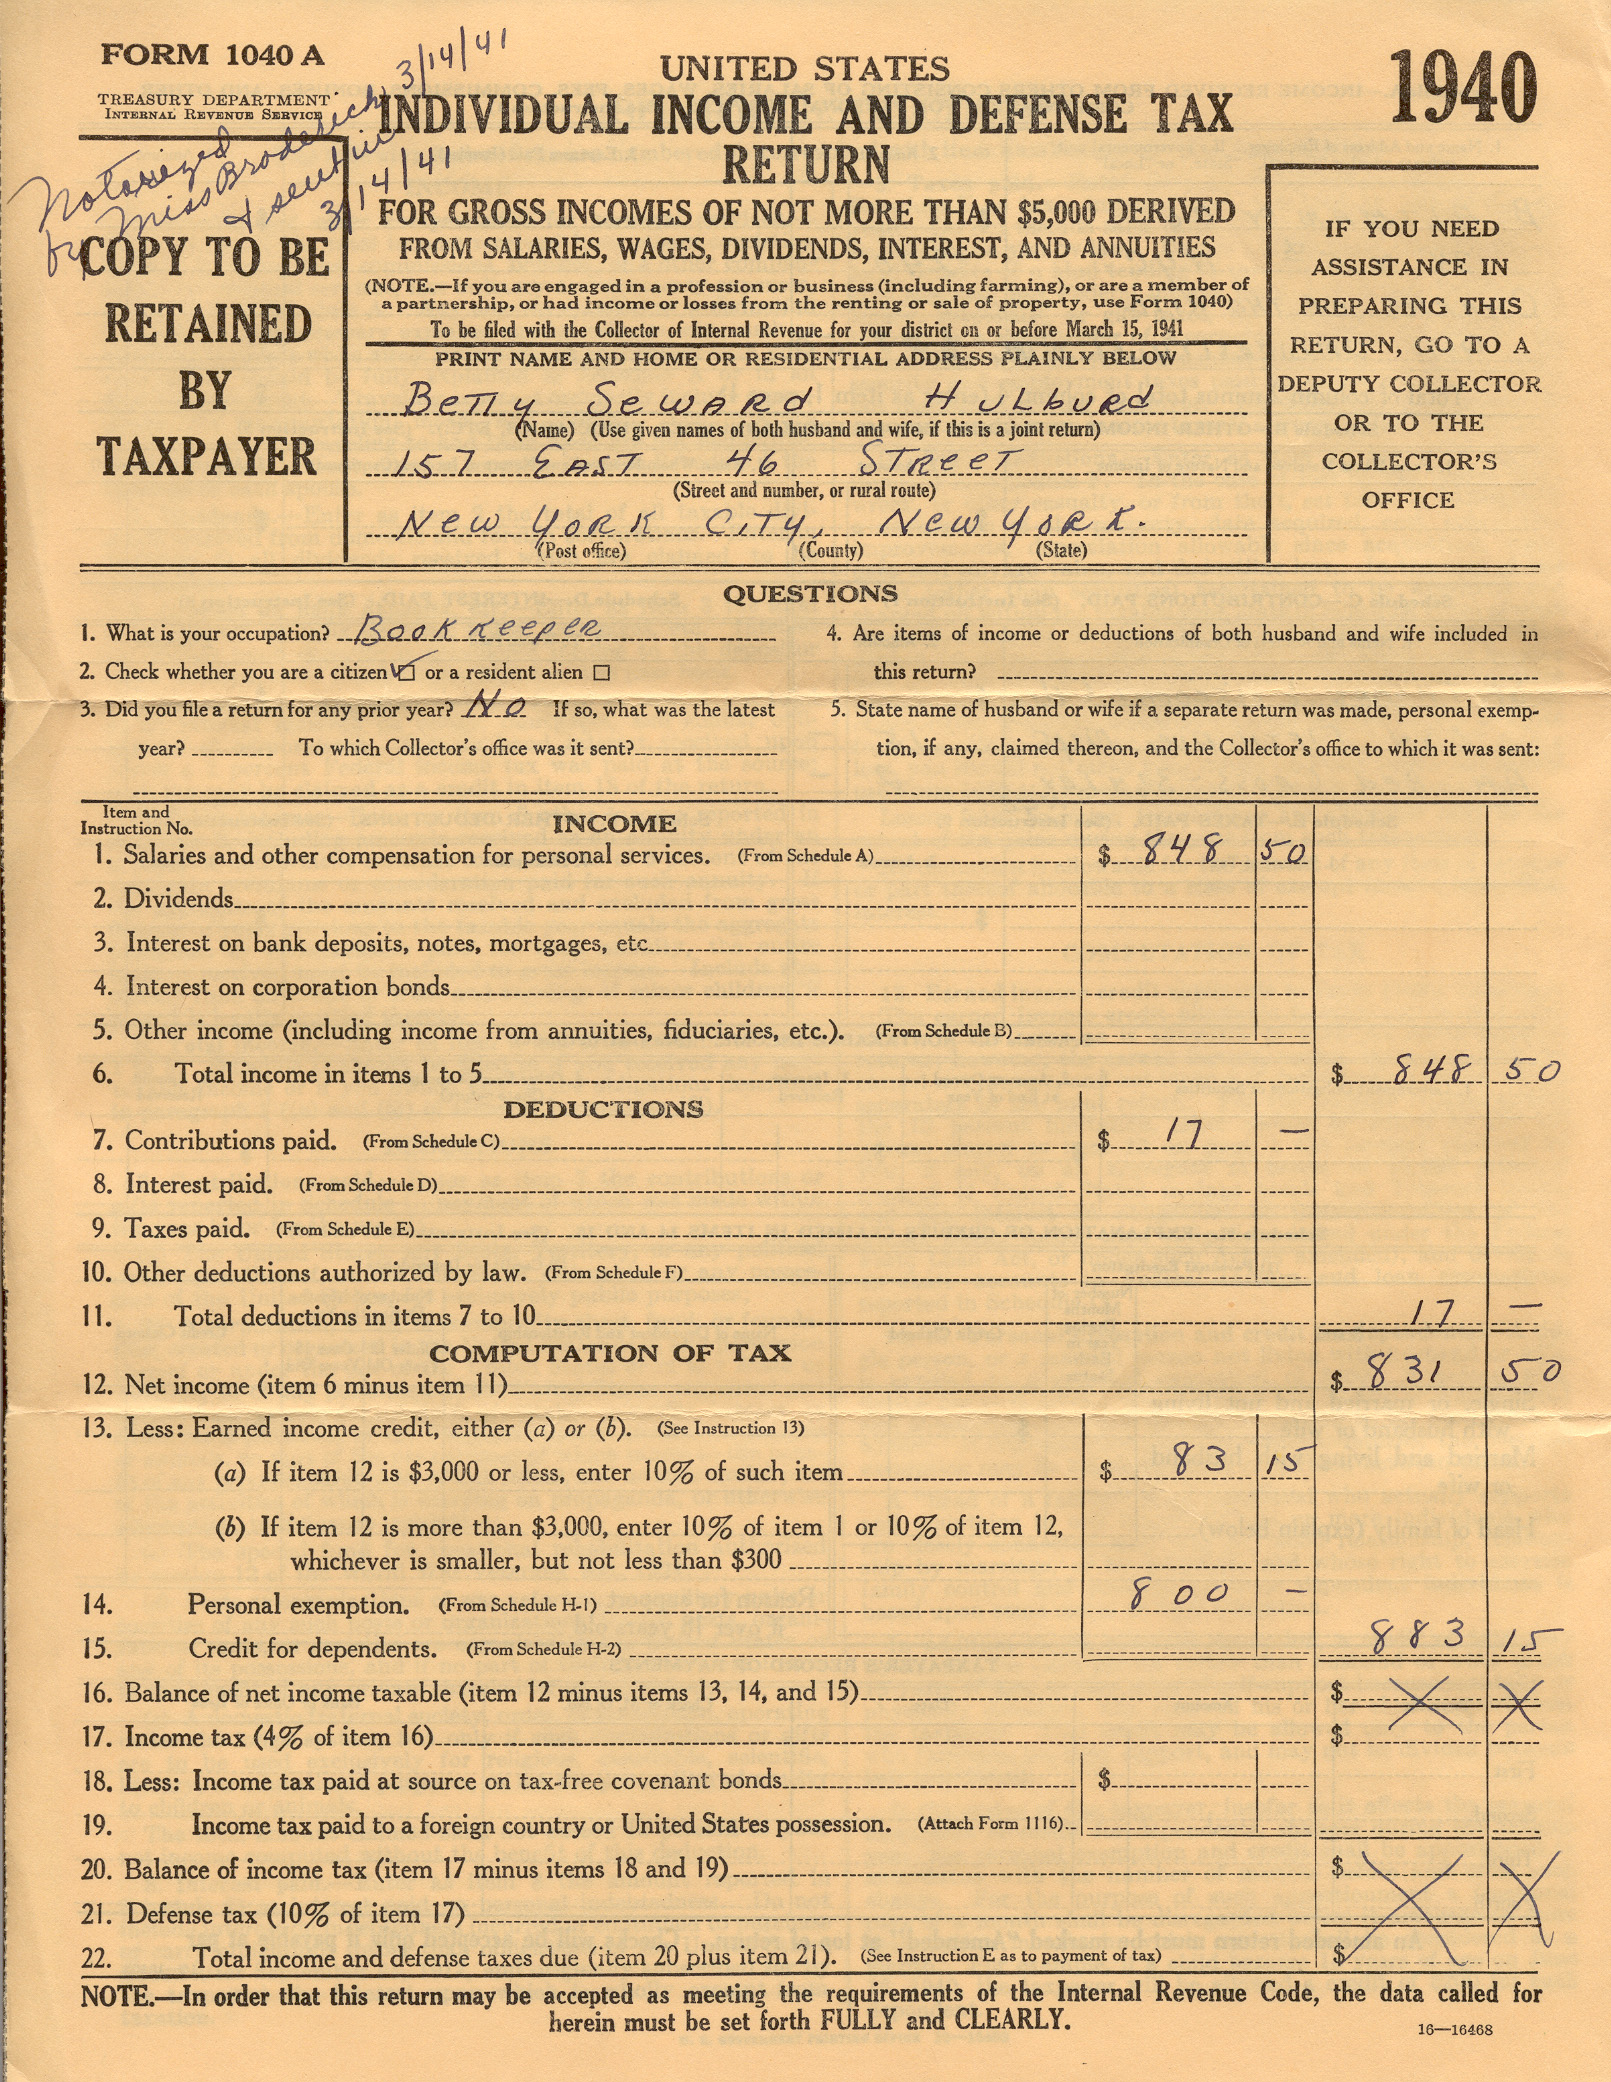 FORM 1040 A
TREASURY DEPARTMENT
INTERNAL REVENUE SERVICE
Notarized
by Miss Broderick 3/14/41
& sent in
3/14/41
COPY TO BE
RETAINED
BY
TAXPAYER
UNITED STATES
INDIVIDUAL INCOME AND DEFENSE TAX
RETURN
FOR GROSS INCOMES OF NOT MORE THAN $5,000 DERIVED
FROM SALARIES, WAGES, DIVIDENDS, INTEREST, AND ANNUITIES
(NOTE.—If you are engaged in a profession or business (including farming), or are a member of
a partnership, or had income or losses from the renting or sale of property, use Form 1040)
To be filed with the Collector of Internal Revenue for your district on or before March 15, 1941
PRINT NAME AND HOME OR RESIDENTIAL ADDRESS PLAINLY BELOW
Betty Seward Hulburd
(Name) (Use given names of both husband and wife, if this is a joint return)
157 East 46 Street
(Street and number, or rural route)
New York City, New York.
(Post office) (County) (State)
1940
IF YOU NEED
ASSISTANCE IN
PREPARING THIS
RETURN, GO TO A
DEPUTY COLLECTOR
OR TO THE
COLLECTOR'S
OFFICE
QUESTIONS
1. What is your occupation? Bookkeeper
2. Check whether you are a citizen ✓ or a resident alien □
3. Did you file a return for any prior year? No If so, what was the latest
year? To which Collector's office was it sent?
4. Are items of income or deductions of both husband and wife included in
this return?
5. State name of husband or wife if a separate return was made, personal exemp-
tion, if any, claimed thereon, and the Collector's office to which it was sent:
Item and
Instruction No.
INCOME
1. Salaries and other compensation for personal services. (From Schedule A) $ 848 50
2. Dividends
3. Interest on bank deposits, notes, mortgages, etc
4. Interest on corporation bonds
5. Other income (including income from annuities, fiduciaries, etc.). (From Schedule B)
6. Total income in items 1 to 5 $ 848 50
DEDUCTIONS
7. Contributions paid. (From Schedule C) $ 17 —
8. Interest paid. (From Schedule D)
9. Taxes paid. (From Schedule E)
10. Other deductions authorized by law. (From Schedule F)
11. Total deductions in items 7 to 10 17 —
COMPUTATION OF TAX
12. Net income (item 6 minus item 11) $ 831 50
13. Less: Earned income credit, either (a) or (b). (See Instruction 13)
(a) If item 12 is $3,000 or less, enter 10% of such item $ 83 15
(b) If item 12 is more than $3,000, enter 10% of item 1 or 10% of item 12,
whichever is smaller, but not less than $300
14. Personal exemption. (From Schedule H-1) 800 —
15. Credit for dependents. (From Schedule H-2) 883 15
16. Balance of net income taxable (item 12 minus items 13, 14, and 15) $ X X
17. Income tax (4% of item 16) $
18. Less: Income tax paid at source on tax-free covenant bonds $
19. Income tax paid to a foreign country or United States possession. (Attach Form 1116)
20. Balance of income tax (item 17 minus items 18 and 19) $
21. Defense tax (10% of item 17) X X
22. Total income and defense taxes due (item 20 plus item 21). (See Instruction E as to payment of tax) $
NOTE.—In order that this return may be accepted as meeting the requirements of the Internal Revenue Code, the data called for
herein must be set forth FULLY and CLEARLY.
16—16468